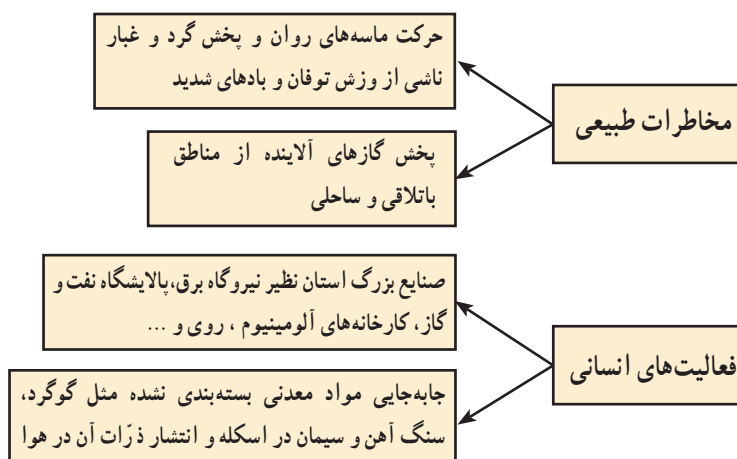 مخاطرات طبیعی
حرکت ماسه‌های روان و پخش گرد و غبار
ناشی از وزش توفان و بادهای شدید
پخش گازهای آلاینده از مناطق
باتلاقی و ساحلی
فعالیت‌های انسانی
صنایع بزرگ استان نظیر نیروگاه برق،پالایشگاه نفت و
گاز، کارخانه‌های آلومینیوم ، روی و ...
جابه‌جایی مواد معدنی بسته‌بندی نشده مثل گوگرد،
سنگ آهن و سیمان در اسکله و انتشار ذرّات آن در هوا